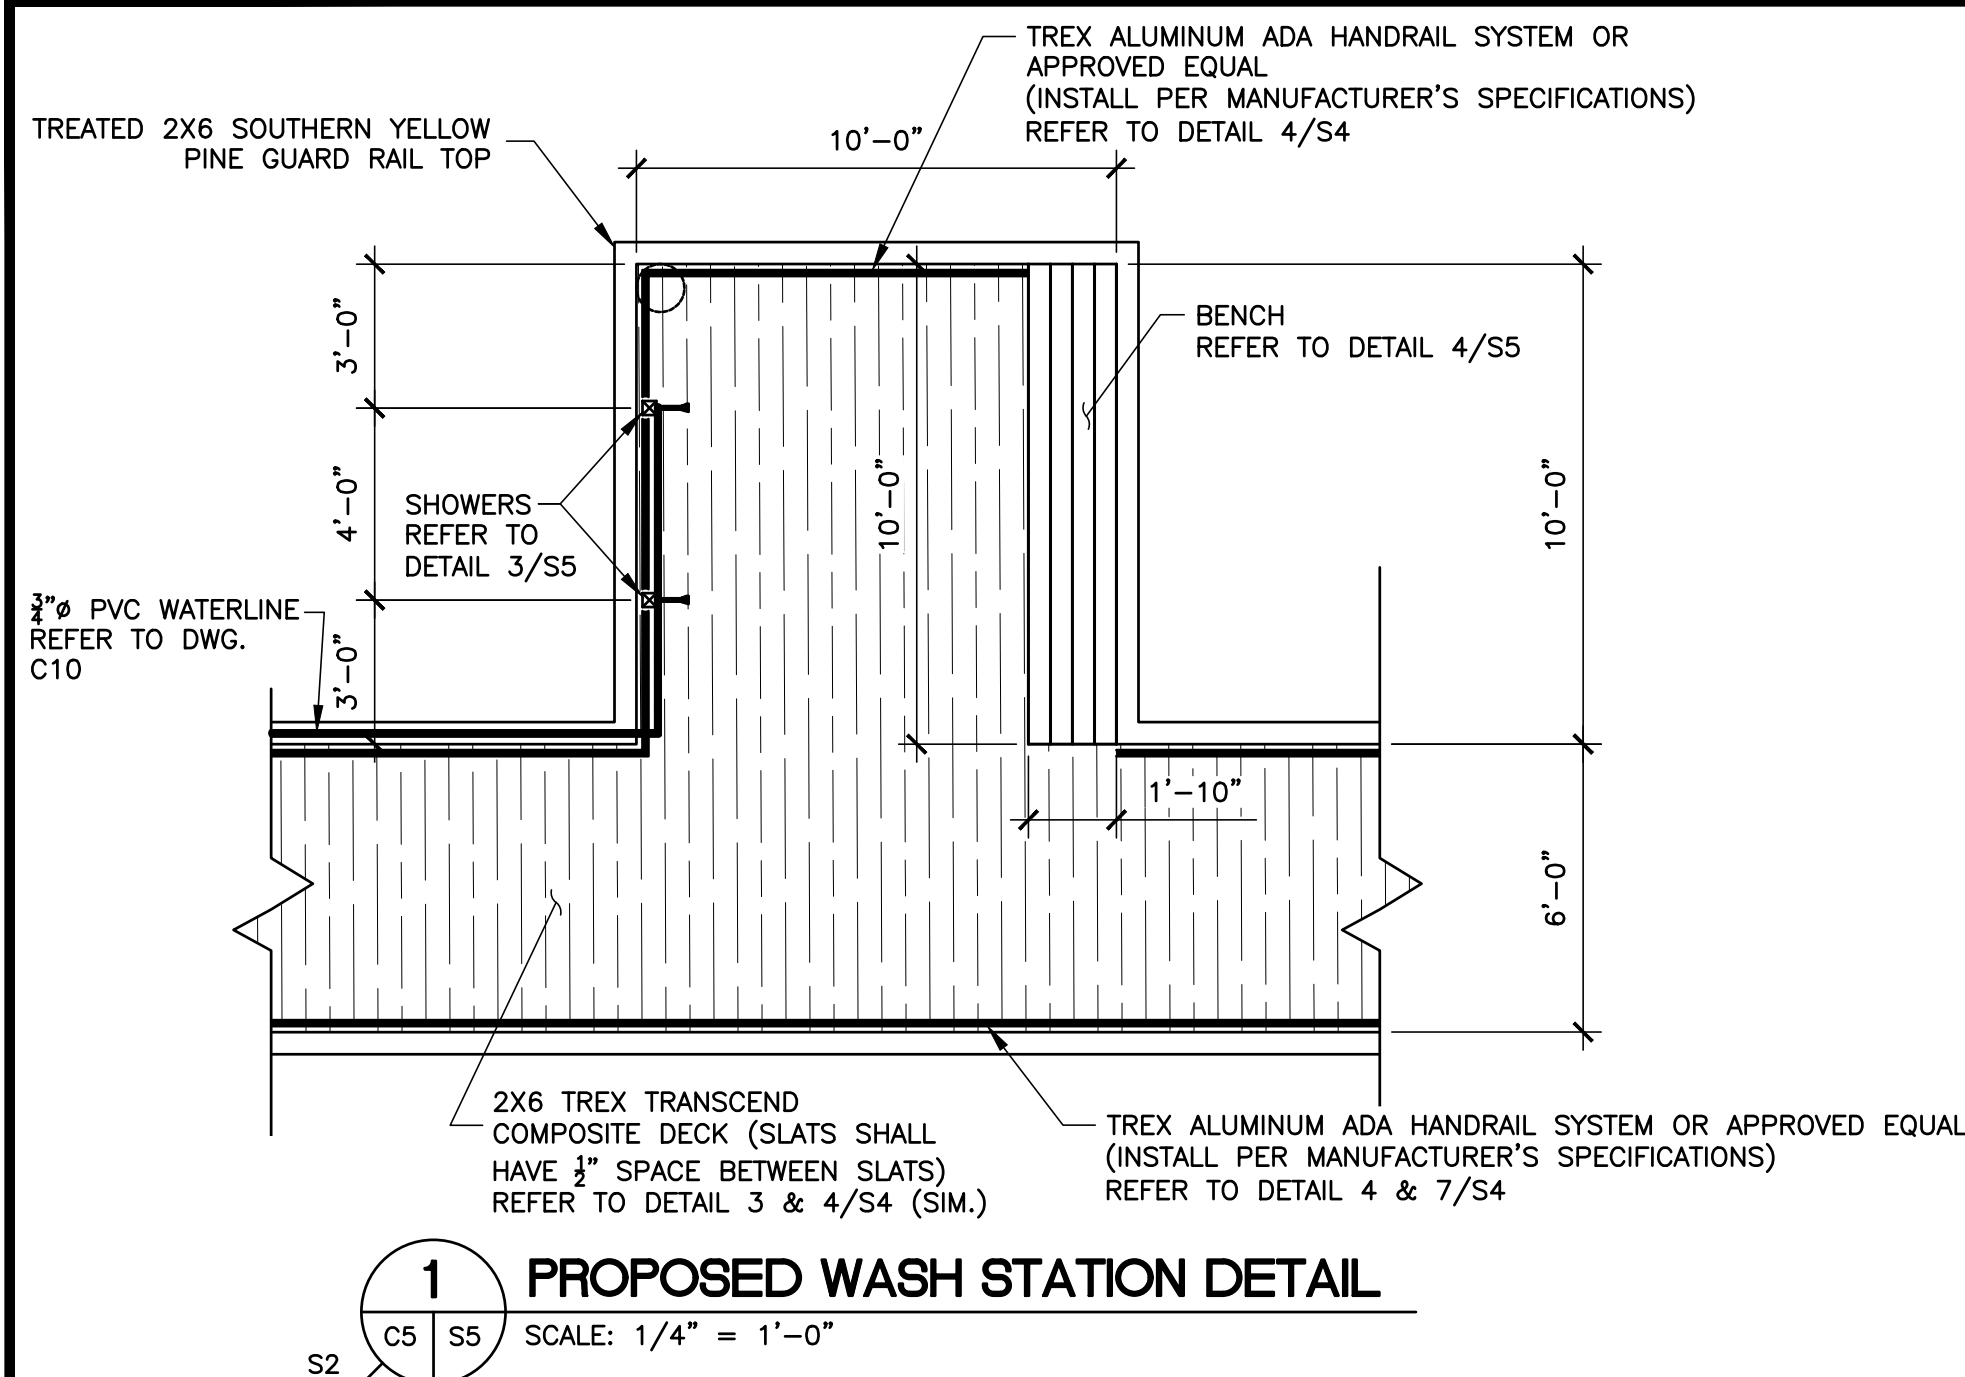 TREX ALUMINUM ADA HANDRAIL SYSTEM OR
APPROVED EQUAL
(INSTALL PER MANUFACTURER'S SPECIFICATIONS)
REFER TO DETAIL 4/S4
TREATED 2X6 SOUTHERN YELLOW
PINE GUARD RAIL TOP
10'-0"
3'-0"
4'-0"
3'-0"
BENCH
REFER TO DETAIL 4/S5
SHOWERS
REFER TO
DETAIL 3/S5
10'-0"
10'-0"
3/4"ø PVC WATERLINE
REFER TO DWG.
C10
1'-10"
6'-0"
2X6 TREX TRANSCEND
COMPOSITE DECK (SLATS SHALL
HAVE 1/2" SPACE BETWEEN SLATS)
REFER TO DETAIL 3 & 4/S4 (SIM.)
TREX ALUMINUM ADA HANDRAIL SYSTEM OR APPROVED EQUAL
(INSTALL PER MANUFACTURER'S SPECIFICATIONS)
REFER TO DETAIL 4 & 7/S4
1
C5 S5
S2
PROPOSED WASH STATION DETAIL
SCALE: 1/4" = 1'-0"